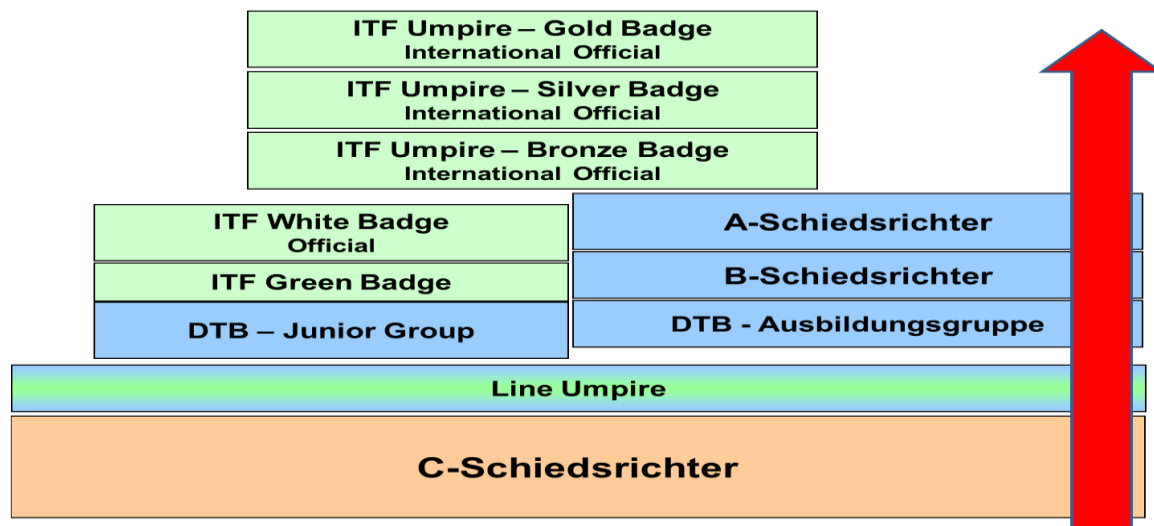 ITF Umpire – Gold Badge
International Official
ITF Umpire – Silver Badge
International Official
ITF Umpire – Bronze Badge
International Official
ITF White Badge
Official
ITF Green Badge
DTB – Junior Group
A-Schiedsrichter
B-Schiedsrichter
DTB - Ausbildungsgruppe
Line Umpire
C-Schiedsrichter